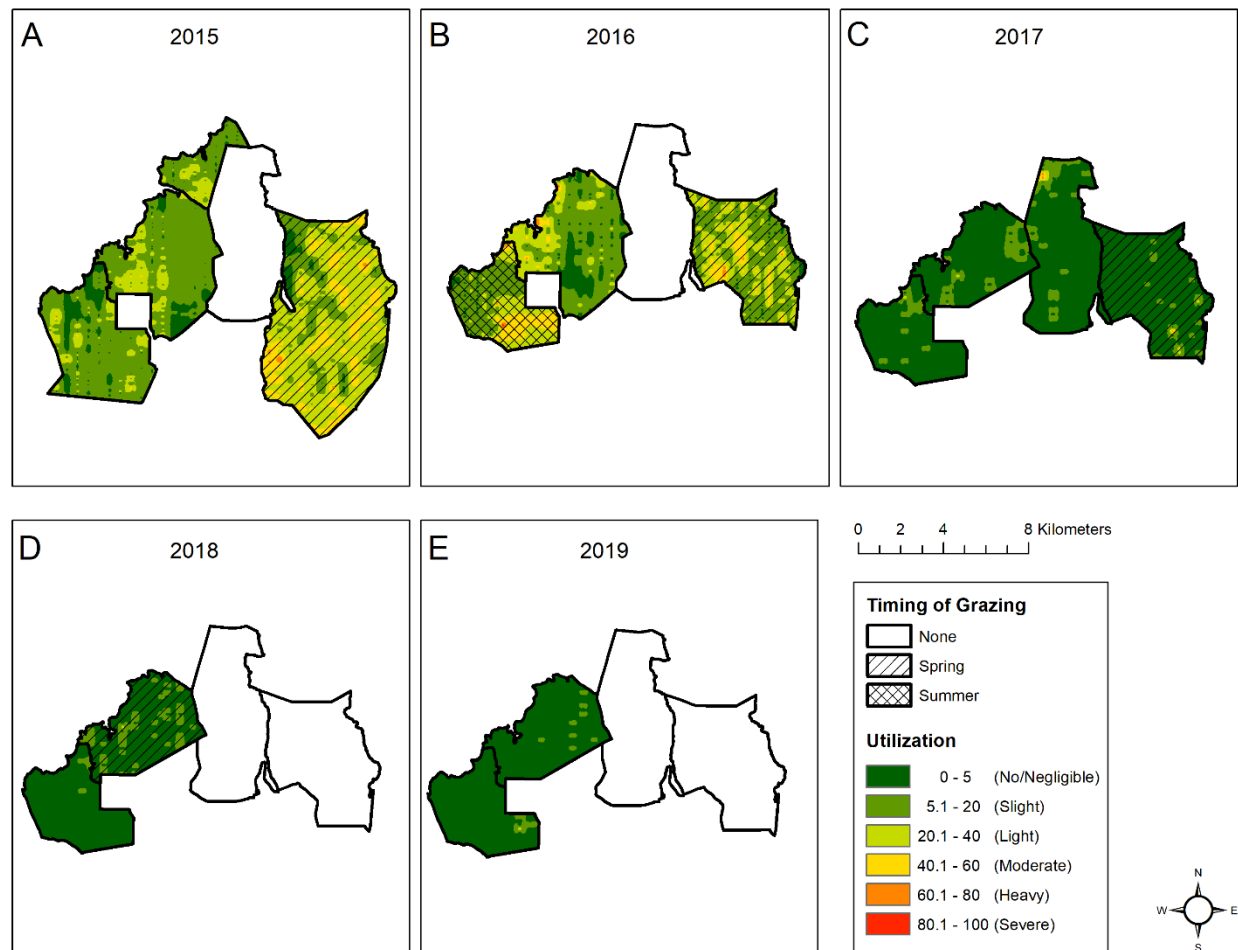 A
2015
B
2016
C
2017
D
2018
E
2019
0 2 4 8 Kilometers
Timing of Grazing
None
Spring
Summer
Utilization
0 - 5 (No/Negligible)
5.1 - 20 (Slight)
20.1 - 40 (Light)
40.1 - 60 (Moderate)
60.1 - 80 (Heavy)
80.1 - 100 (Severe)
N
W E
S